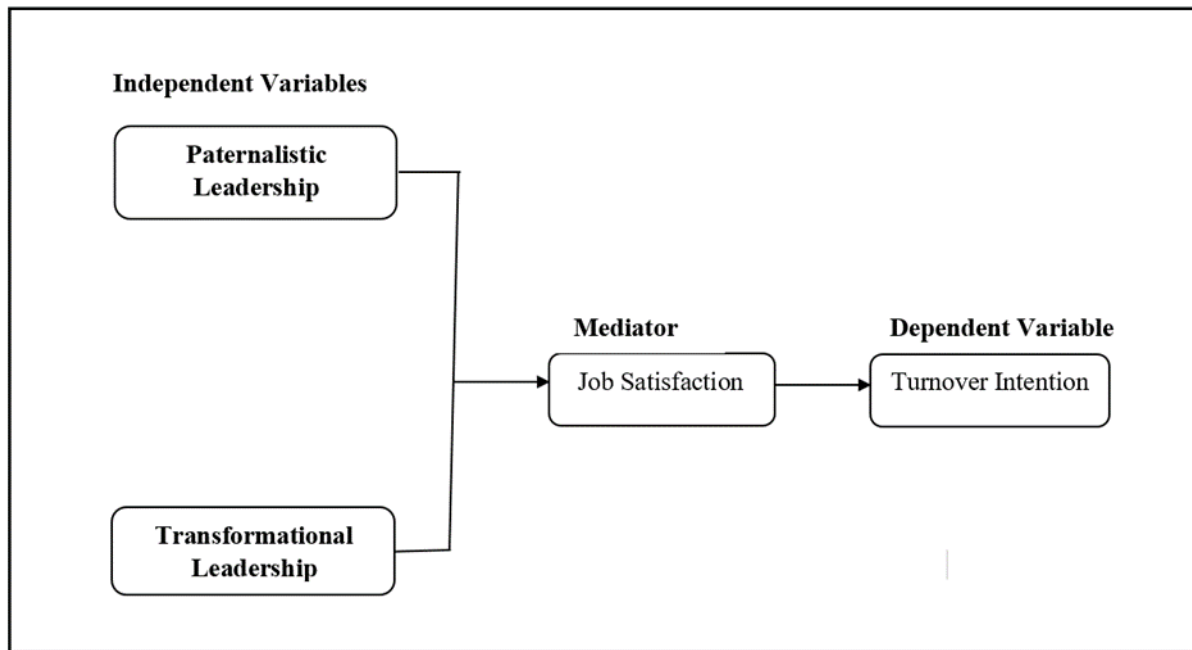 Independent Variables
Paternalistic
Leadership
Mediator
Dependent Variable
Job Satisfaction
Turnover Intention
Transformational
Leadership